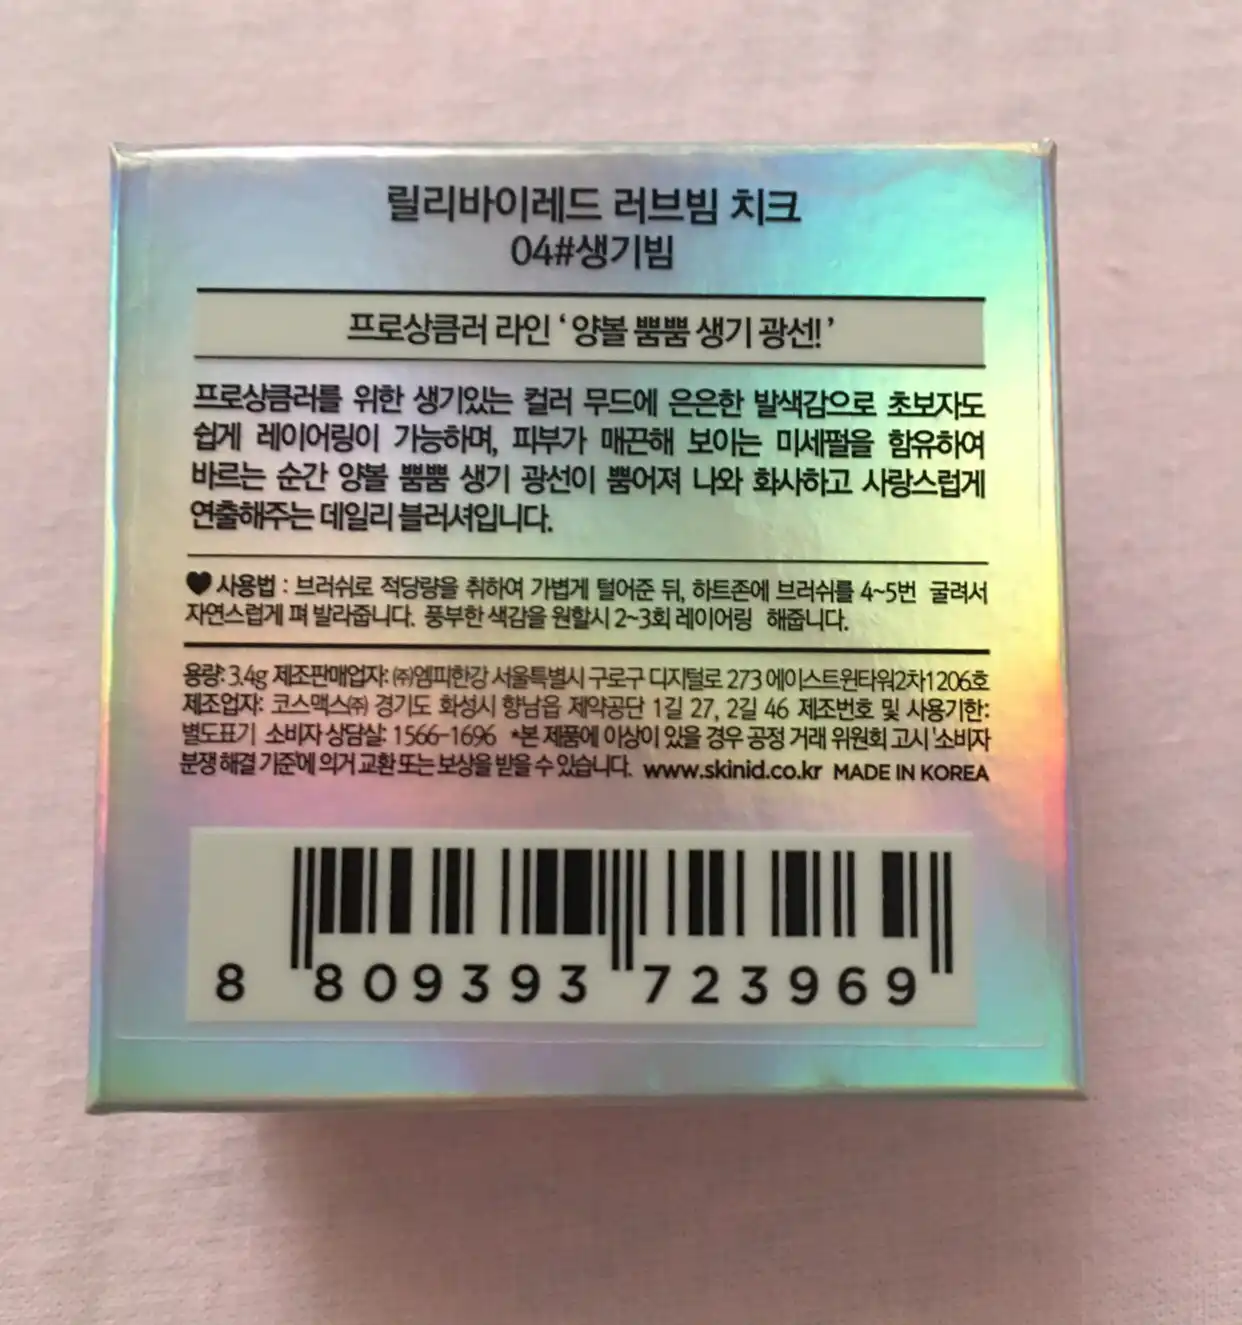 릴리바이레드 러브빔 치크
04#생기빔
프로상큼러 라인 ‘양볼 뿜뿜 생기 광선!’
프로상큼러를 위한 생기있는 컬러 무드에 은은한 발색감으로 초보자도
쉽게 레이어링이 가능하며, 피부가 매끈해 보이는 미세펄을 함유하여
바르는 순간 양볼 뿜뿜 생기 광선이 뿜어져 나와 화사하고 사랑스럽게
연출해주는 데일리 블러셔입니다.
♥사용법 : 브러쉬로 적당량을 취하여 가볍게 털어준 뒤, 하트존에 브러쉬를 4~5번 굴려서
자연스럽게 펴 발라줍니다. 풍부한 색감을 원할시 2~3회 레이어링 해줍니다.
용량: 3.4g 제조판매업자: ㈜엠피한강 서울특별시 구로구 디지털로 273 에이스트윈타워2차1206호
제조업자: 코스맥스㈜ 경기도 화성시 향남읍 제약공단 1길 27, 2길 46 제조번호 및 사용기한:
별도표기 소비자 상담실: 1566-1696 *본 제품에 이상이 있을 경우 공정 거래 위원회 고시 '소비자
분쟁 해결 기준'에 의거 교환 또는 보상을 받을 수 있습니다. www.skinid.co.kr MADE IN KOREA
8 809393 723969